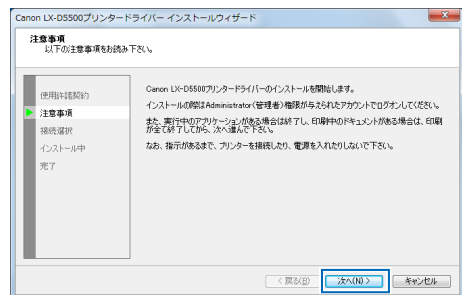 Canon LX-D5500プリンタードライバー インストールウィザード
注意事項
以下の注意事項をお読み下さい。
使用許諾契約
注意事項
接続選択
インストール中
完了
Canon LX-D5500プリンタードライバーのインストールを開始します。
インストールの際はAdministrator(管理者)権限が与えられたアカウントでログオンしてください。
また、実行中のアプリケーションがある場合は終了し、印刷中のドキュメントがある場合は、印刷
が全て終了してから、次へ進んで下さい。
なお、指示があるまで、プリンターを接続したり、電源を入れたりしないで下さい。
< 戻る(B)
次へ(N) >
キャンセル